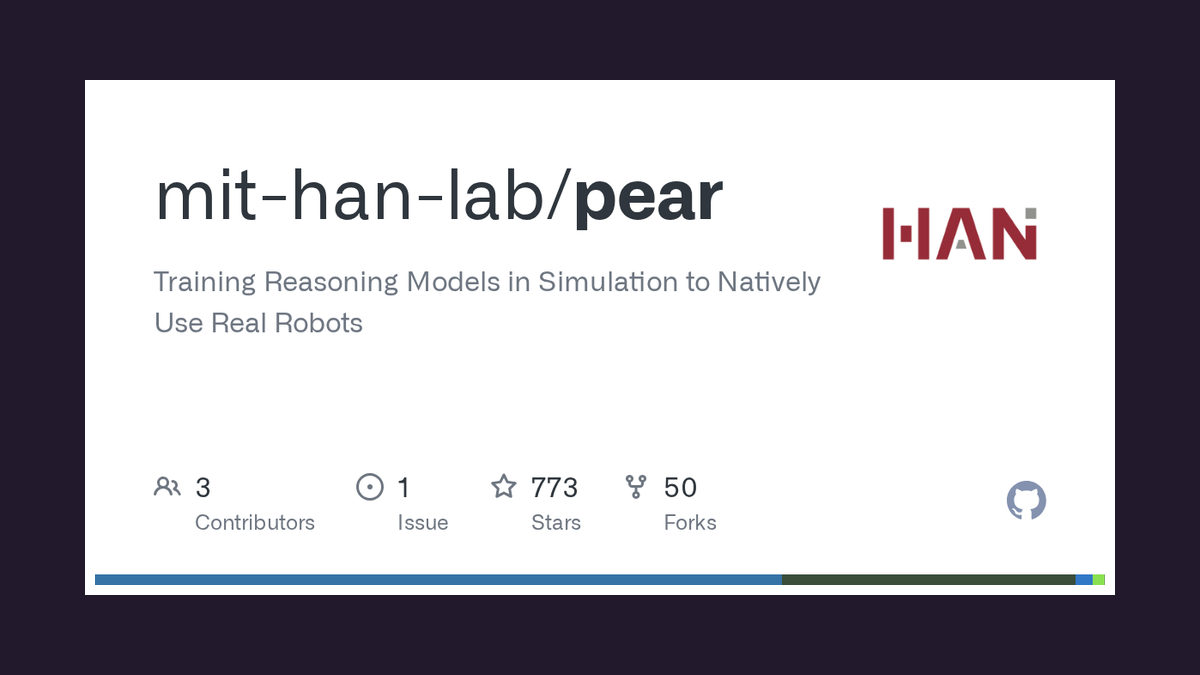 mit-han-lab/pear
HAN
Training Reasoning Models in Simulation to Natively
Use Real Robots
3
Contributors
1
Issue
773
Stars
50
Forks